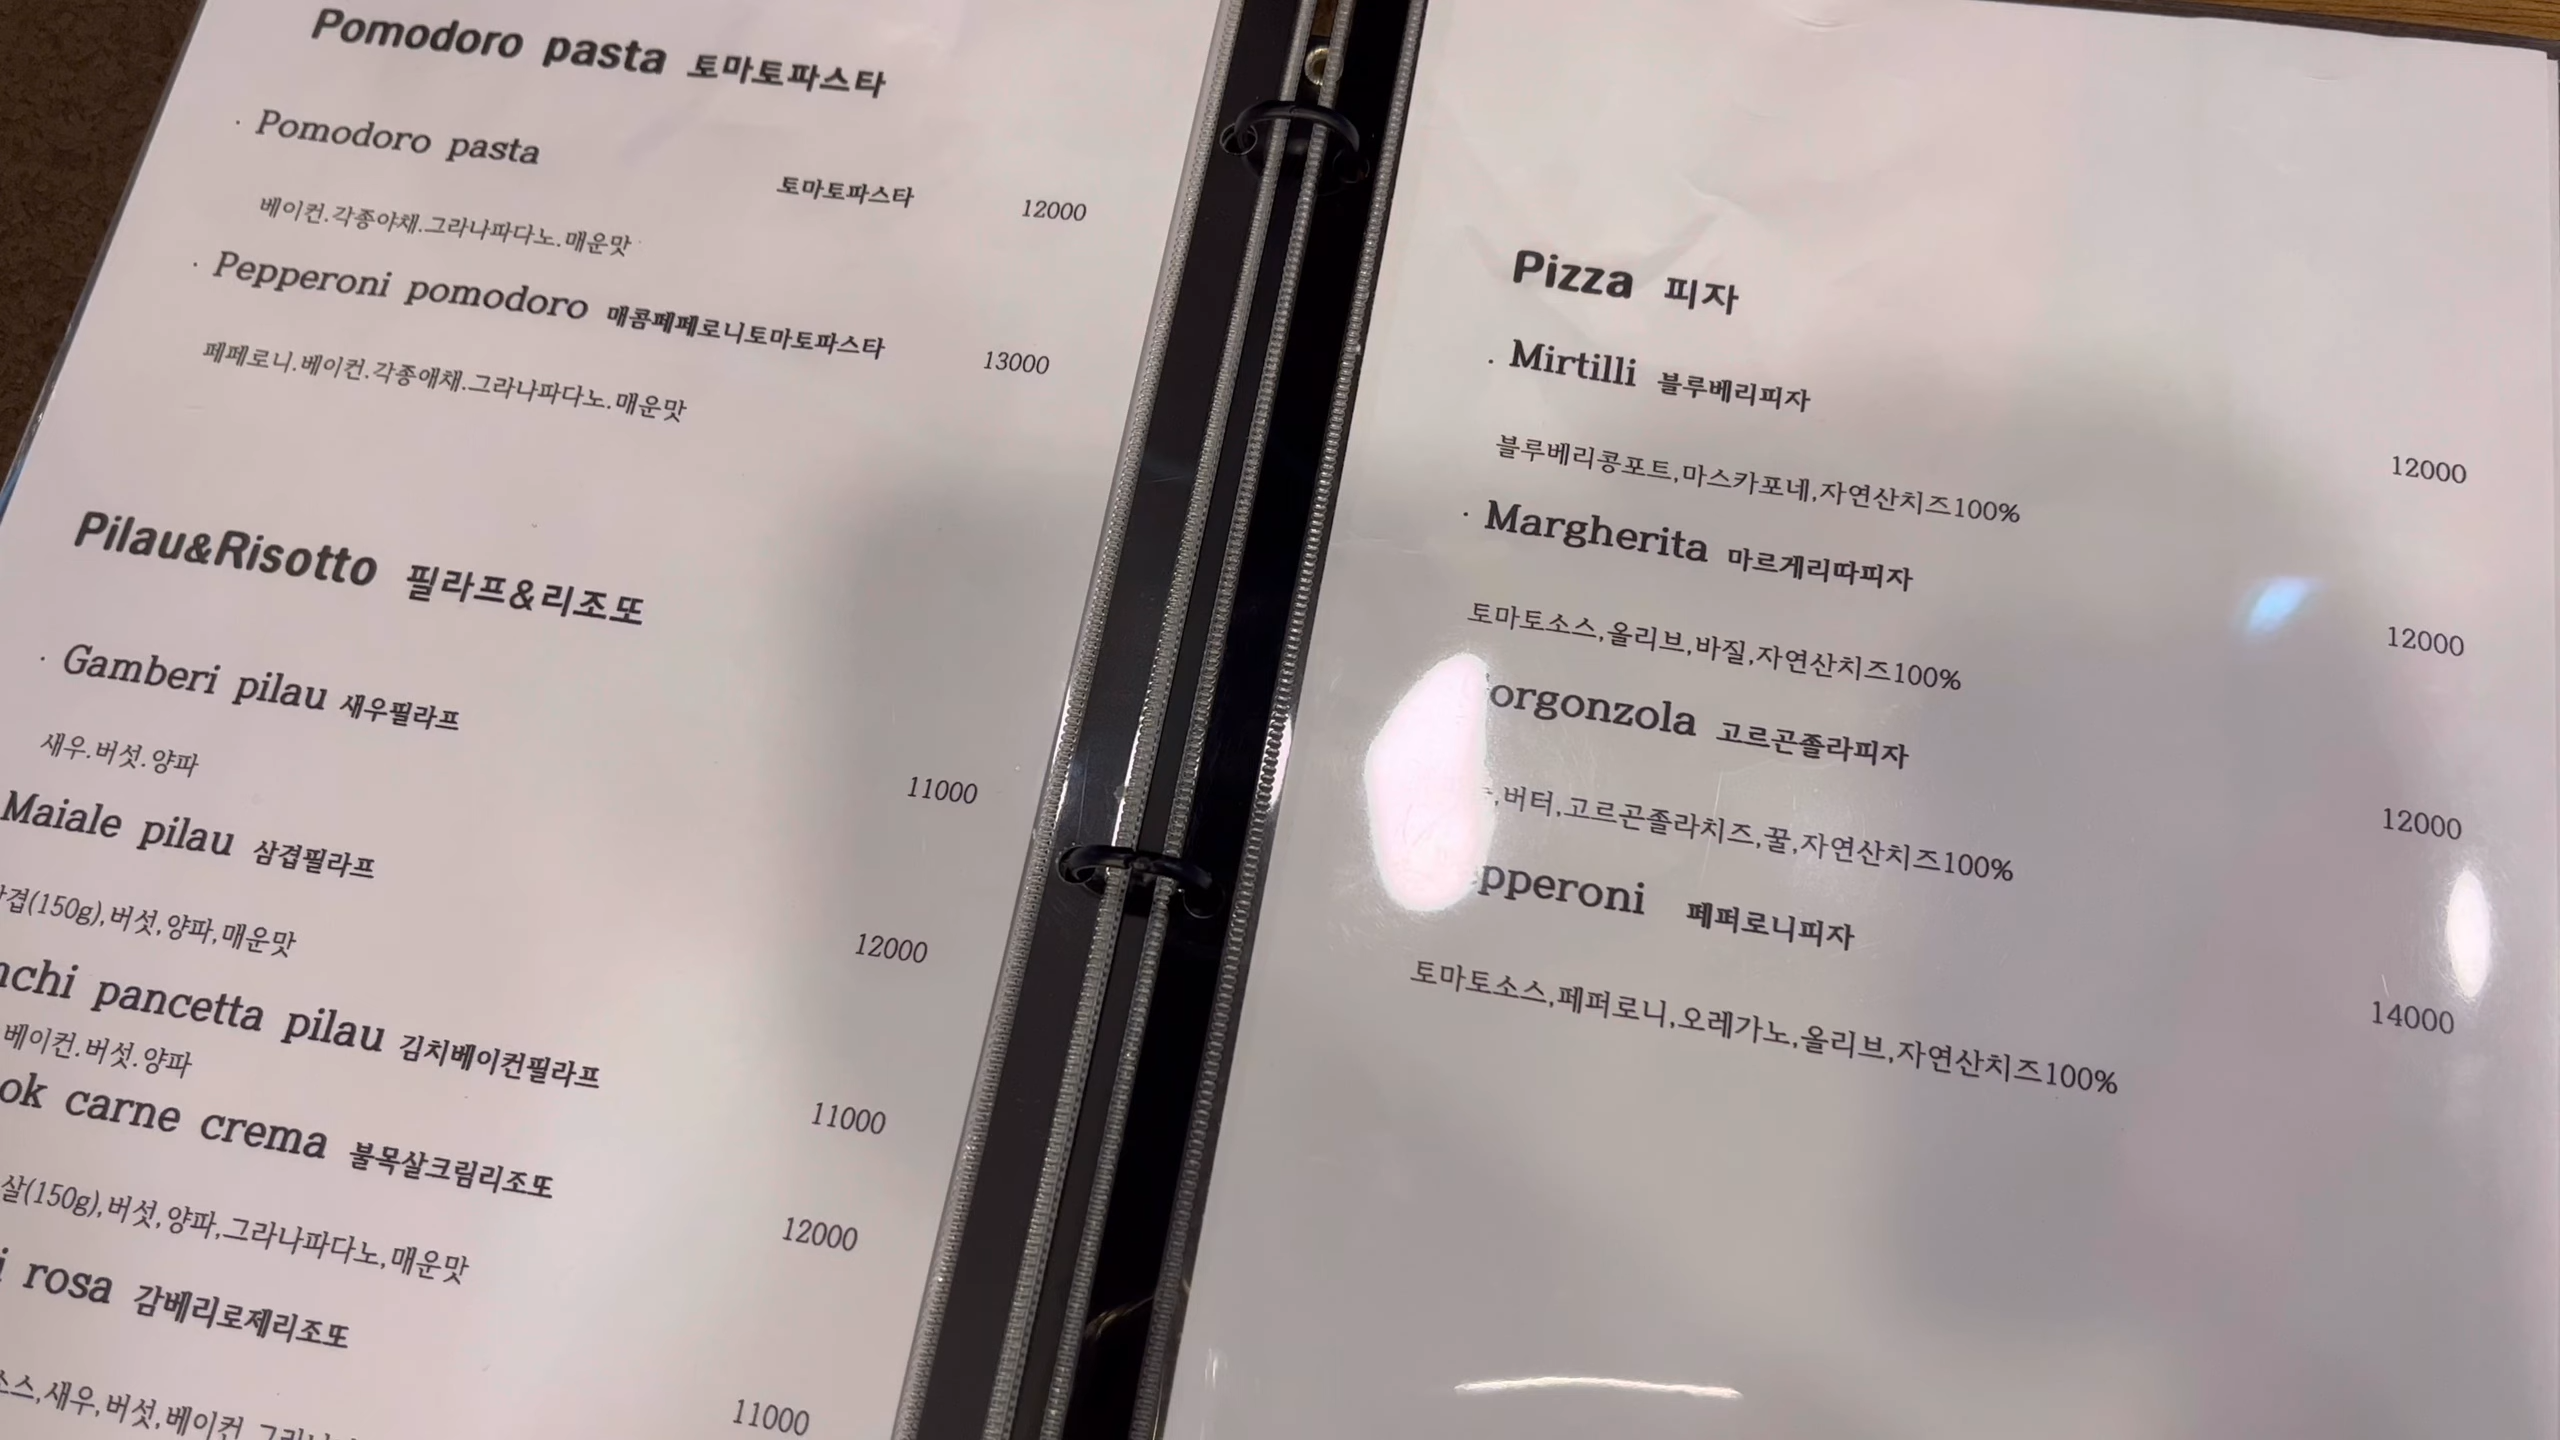 Pomodoro pasta 토마토파스타
· Pomodoro pasta
토마토파스타 12000
베이컨.각종야채.그라나파다노.매운맛
· Pepperoni pomodoro 매콤페페로니토마토파스타 13000
페페로니.베이컨.각종애채.그라나파다노.매운맛
Pilau&Risotto 필라프&리조또
· Gamberi pilau 새우필라프
새우.버섯.양파 11000
Maiale pilau 삼겹필라프
(150g),버섯,양파,매운맛 12000
pancetta pilau 김치베이컨필라프
베이컨.버섯.양파 11000
carne crema 불목살크림리조또
살(150g),버섯,양파,그라나파다노,매운맛 12000
rosa 감베리로제리조또
새우,버섯,베이컨 11000
Pizza 피자
· Mirtilli 블루베리피자
블루베리콩포트,마스카포네,자연산치즈100% 12000
· Margherita 마르게리따피자
토마토소스,올리브,바질,자연산치즈100% 12000
orgonzola 고르곤졸라피자
,버터,고르곤졸라치즈,꿀,자연산치즈100% 12000
pperoni 페퍼로니피자
토마토소스,페퍼로니,오레가노,올리브,자연산치즈100% 14000